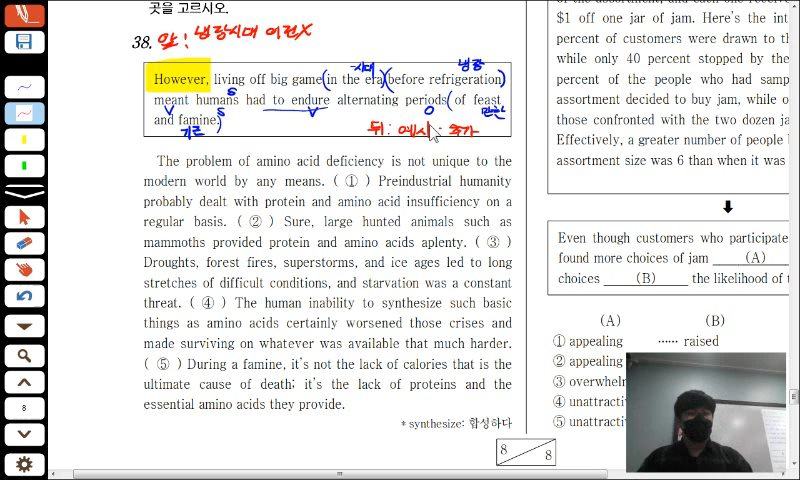 곳을 고르시오.
of the assortment, and each one receiv
$1 off one jar of jam. Here's the int
percent of customers were drawn to th
while only 40 percent stopped by the
percent of the people who had samp
assortment decided to buy jam, while o
those confronted with the two dozen ja
Effectively, a greater number of people b
assortment size was 6 than when it was
38. 앞: 냉장시대 이전X
시대
냉장
However, living off big game (in the era) (before refrigeration)
S
meant humans had to endure alternating periods (of feast
V
V
O
만찬
and famine.)
기근
뒤: 예시. 추가
The problem of amino acid deficiency is not unique to the
modern world by any means. ( ① ) Preindustrial humanity
probably dealt with protein and amino acid insufficiency on a
regular basis. ( ② ) Sure, large hunted animals such as
mammoths provided protein and amino acids aplenty. ( ③ )
Droughts, forest fires, superstorms, and ice ages led to long
stretches of difficult conditions, and starvation was a constant
threat. ( ④ ) The human inability to synthesize such basic
things as amino acids certainly worsened those crises and
made surviving on whatever was available that much harder.
( ⑤ ) During a famine, it's not the lack of calories that is the
ultimate cause of death; it's the lack of proteins and the
essential amino acids they provide.
* synthesize: 합성하다
Even though customers who participate
found more choices of jam (A)
choices (B) the likelihood of t
(A) (B)
① appealing ······ raised
② appealing
③ overwhelm
④ unattracti
⑤ unattracti
8
8
8